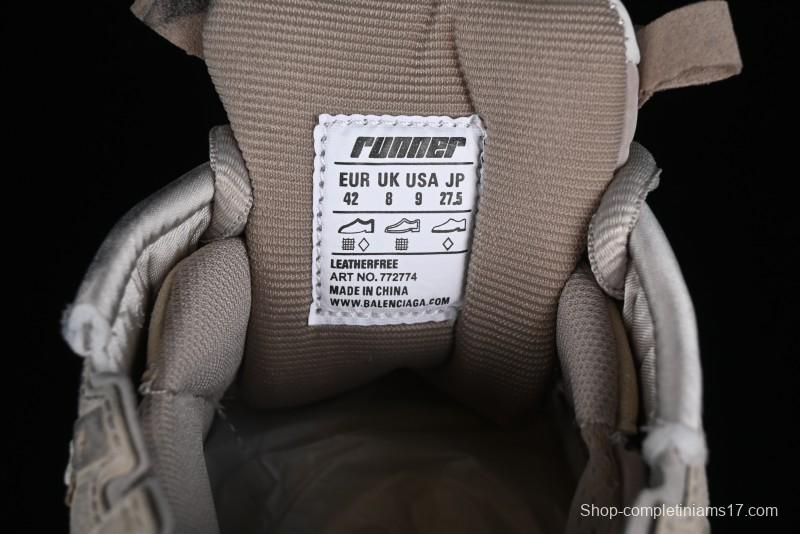 runner
EUR UK USA JP
42 8 9 27.5
LEATHERFREE
ART NO. 772774
MADE IN CHINA
WWW.BALENCIAGA.COM
Shop-completiniams17.com